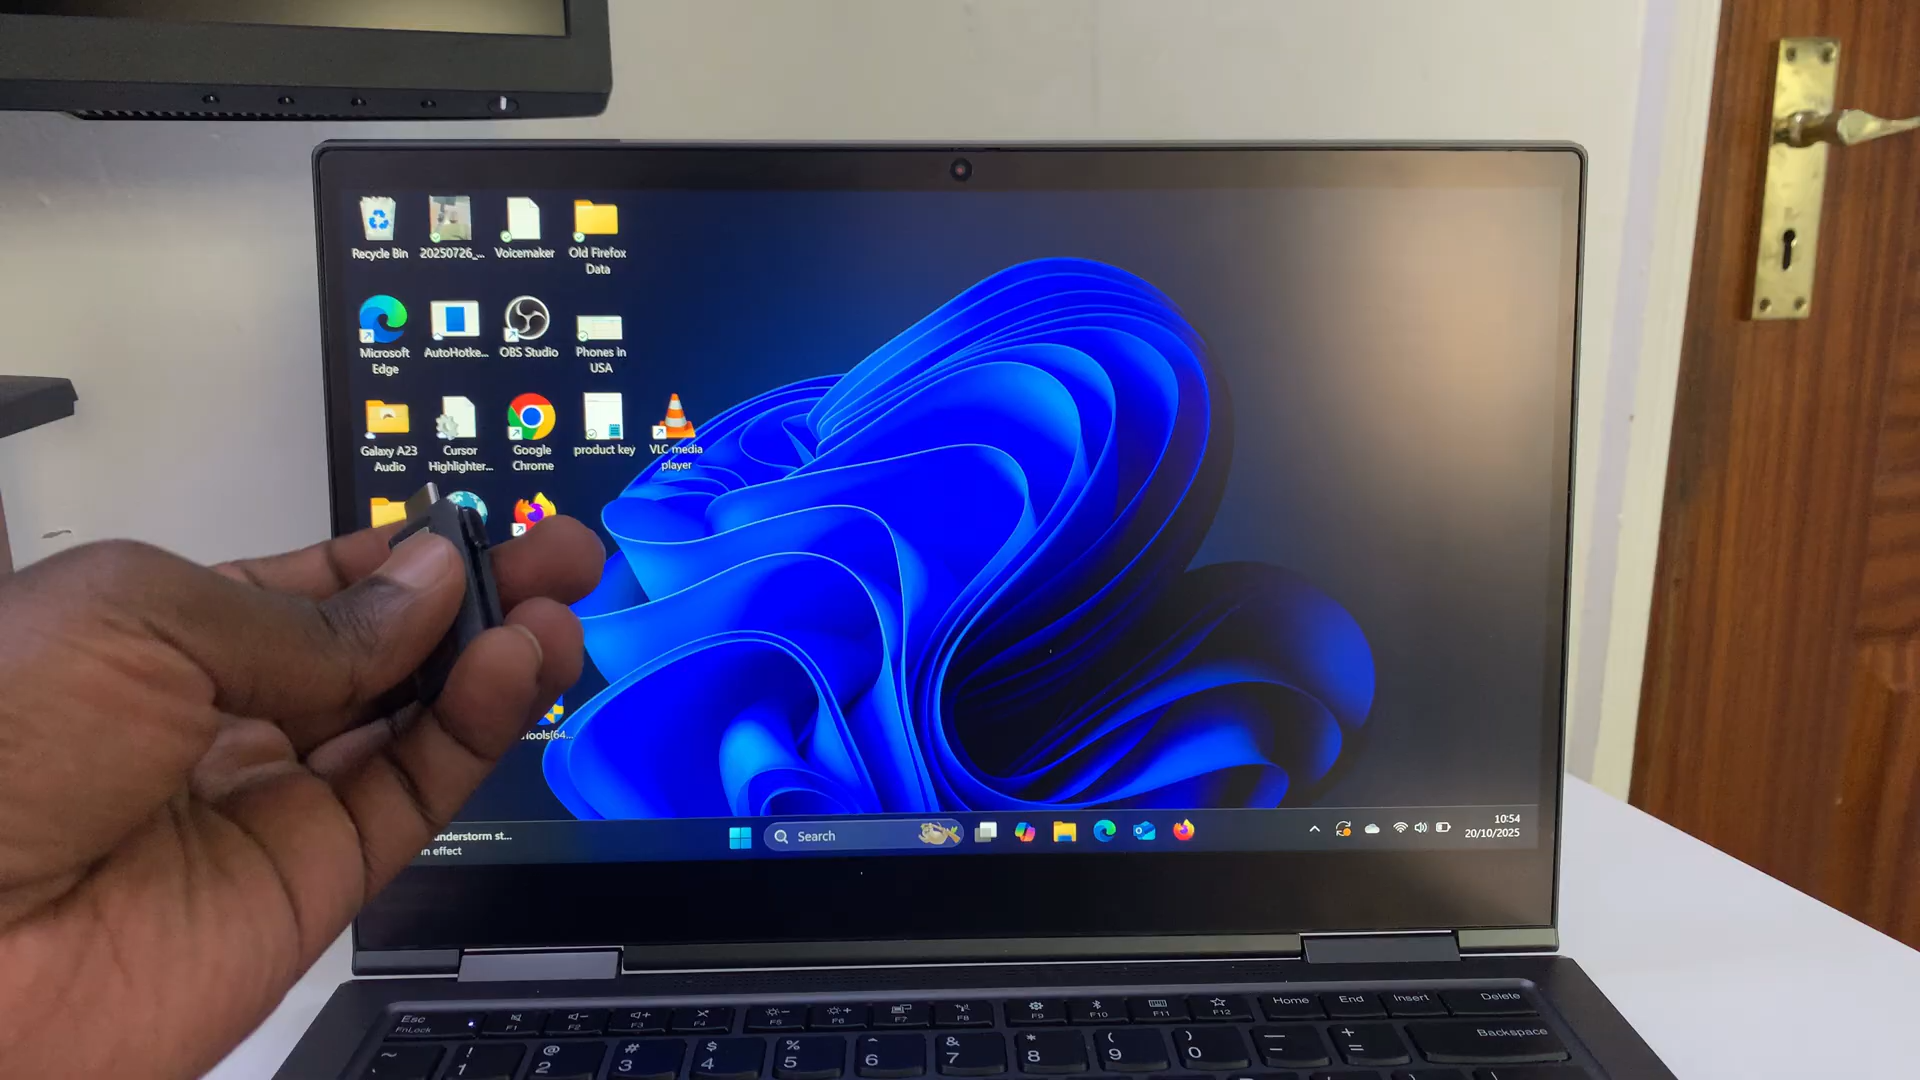 Recycle Bin
20250726_...
Voicemaker
Old Firefox
Data
Microsoft
Edge
AutoHotke...
OBS Studio
Phones in
USA
Galaxy A23
Audio
Cursor
Highlighter...
Google
Chrome
product key
VLC media
player
Tools(64...
understorm st...
in effect
Search
10:54
20/10/2025
Esc
FnLock
F1
F2
F3
F4
F5
F6
F7
F8
F9
F10
F11
F12
Home
End
Insert
Delete
~
!
1
@
2
#
3
$
4
%
5
^
6
&
7
*
8
(
9
)
0
—
–
+
=
Backspace